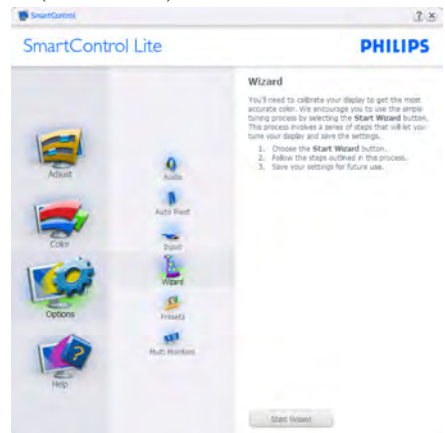 SmartControl
? ×
SmartControl Lite
PHILIPS
Wizard
You'll need to calibrate your display to get the most
accurate color. We encourage you to use the simple
tuning process by selecting the Start Wizard button.
This process involves a series of steps that will let you
tune your display and save the settings.
1. Choose the Start Wizard button.
2. Follow the steps outlined in this process.
3. Save your settings for future use.
Adjust
Color
Options
Help
Audio
Auto Pivot
Input
Wizard
Presets
Multi Monitors
Start Wizard